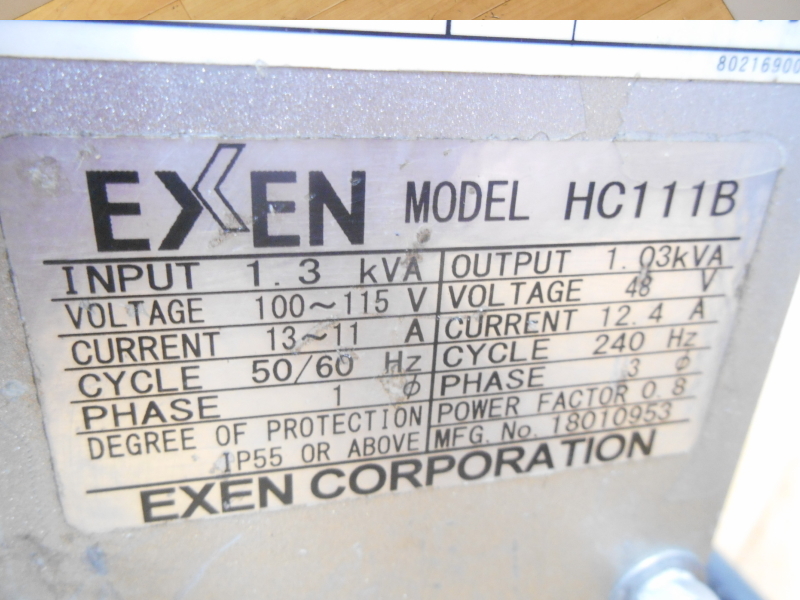 80216900
EXEN MODEL HC111B
INPUT 1.3 kVA OUTPUT 1.03kVA
VOLTAGE 100～115 V VOLTAGE 48 V
CURRENT 13～11 A CURRENT 12.4 A
CYCLE 50/60 Hz CYCLE 240 Hz
PHASE 1 φ PHASE 3 φ
DEGREE OF PROTECTION POWER FACTOR 0.8
IP55 OR ABOVE MFG. No. 18010953
EXEN CORPORATION